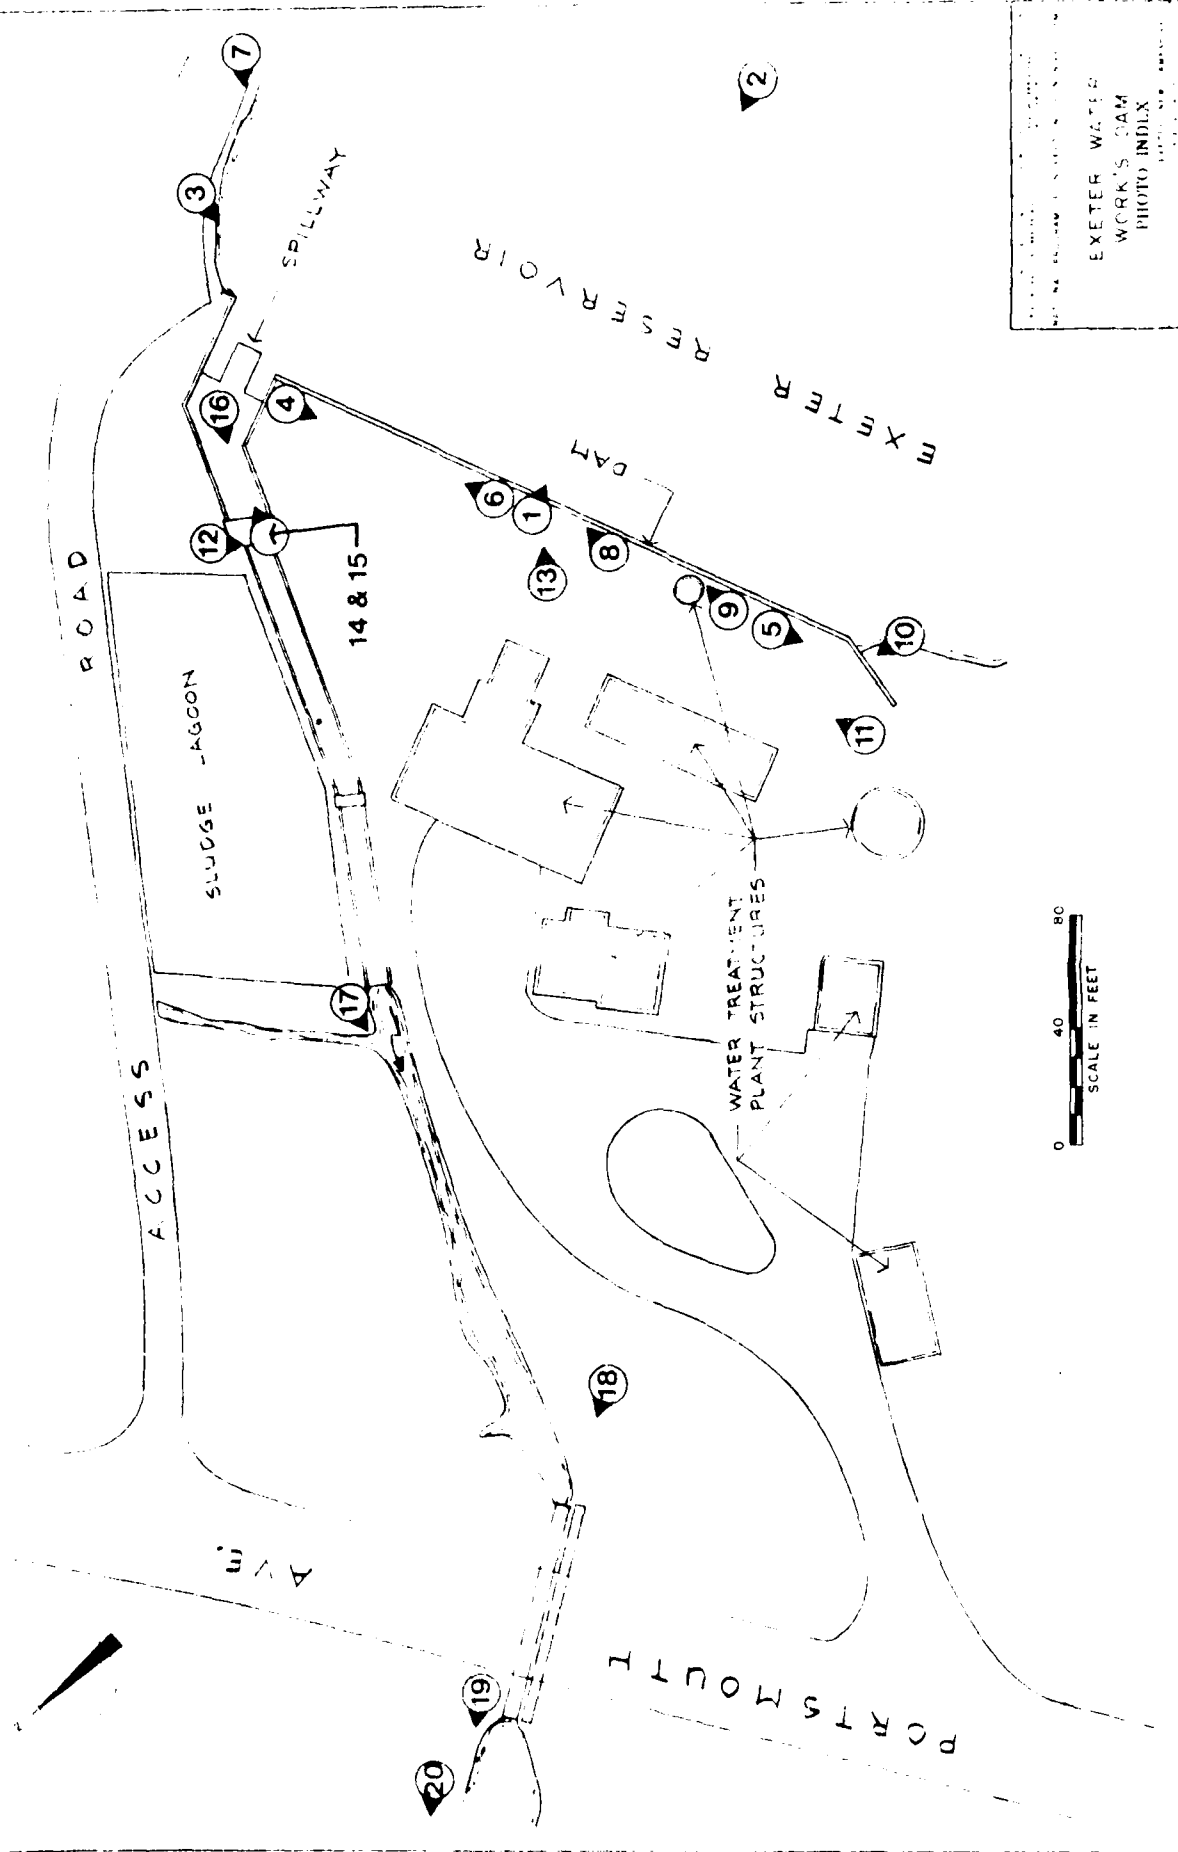 7
2
3
SPILLWAY
EXETER RESERVOIR
16
4
DAM
6
1
12
8
13
14 & 15
9
5
10
11
ACCESS ROAD
SLUDGE LAGOON
17
WATER TREATMENT
PLANT STRUCTURES
18
19
20
PORTSMOUTH AVE.
0 40 80
SCALE IN FEET
EXETER WATER
WORK'S DAM
PHOTO INDEX